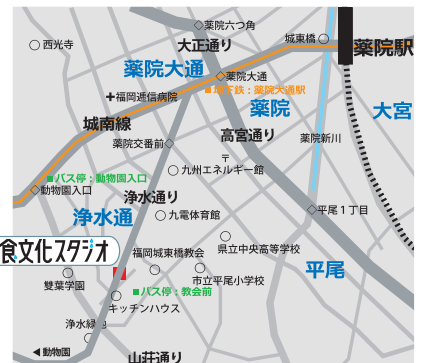 ◇薬院六つ角
城東橋
西光寺
大正通り
薬院駅
薬院大通
◇薬院大通
■地下鉄：薬院大通駅
福岡逓信病院
薬院
大宮
城南線
高宮通り
薬院交番前◇
薬院新川
〒
九州エネルギー館
■バス停：動物園入口
◇動物園入口
浄水通り
浄水通
九電体育館
◇平尾１丁目
食文化スタジオ
福岡城東橋教会
県立中央高等学校
平尾
双葉学園
市立平尾小学校
■バス停：教会前
キッチンハウス
浄水緑地
◀動物園
山荘通り